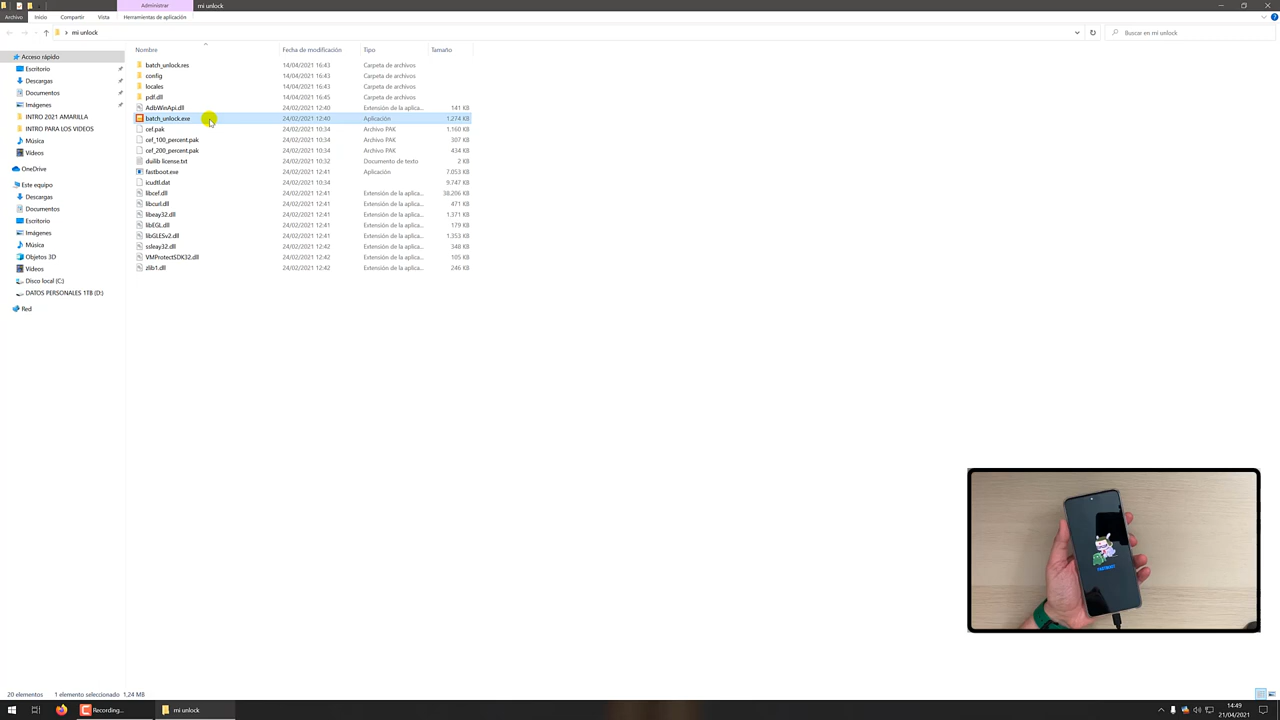 Administrar
mi unlock
Archivo
Inicio
Compartir
Vista
Herramientas de aplicación
mi unlock
Buscar en mi unlock
Acceso rápido
Escritorio
Descargas
Documentos
Imágenes
INTRO 2021 AMARILLA
INTRO PARA LOS VIDEOS
Música
Vídeos
OneDrive
Este equipo
Descargas
Documentos
Escritorio
Imágenes
Música
Objetos 3D
Vídeos
Disco local (C:)
DATOS PERSONALES 1TB (D:)
Red
Nombre Fecha de modificación Tipo Tamaño
batch_unlock.res 14/04/2021 16:43 Carpeta de archivos
config 14/04/2021 16:43 Carpeta de archivos
locales 14/04/2021 16:43 Carpeta de archivos
pdf.dll 14/04/2021 16:45 Carpeta de archivos
AdbWinApi.dll 24/02/2021 12:40 Extensión de la aplica... 141 KB
batch_unlock.exe 24/02/2021 12:40 Aplicación 1.274 KB
cef.pak 24/02/2021 10:34 Archivo PAK 1.160 KB
cef_100_percent.pak 24/02/2021 10:34 Archivo PAK 307 KB
cef_200_percent.pak 24/02/2021 10:34 Archivo PAK 434 KB
duilib license.txt 24/02/2021 10:32 Documento de texto 2 KB
fastboot.exe 24/02/2021 12:41 Aplicación 7.053 KB
icudtl.dat 24/02/2021 10:34 9.747 KB
libcef.dll 24/02/2021 12:41 Extensión de la aplica... 38.206 KB
libcurl.dll 24/02/2021 12:41 Extensión de la aplica... 471 KB
libeay32.dll 24/02/2021 12:41 Extensión de la aplica... 1.371 KB
libEGL.dll 24/02/2021 12:41 Extensión de la aplica... 179 KB
libGLESv2.dll 24/02/2021 12:41 Extensión de la aplica... 1.353 KB
ssleay32.dll 24/02/2021 12:42 Extensión de la aplica... 348 KB
VMProtectSDK32.dll 24/02/2021 12:42 Extensión de la aplica... 105 KB
zlib1.dll 24/02/2021 12:42 Extensión de la aplica... 246 KB
FASTBOOT
20 elementos 1 elemento seleccionado 1,24 MB
Recording...
mi unlock
14:49
21/04/2021